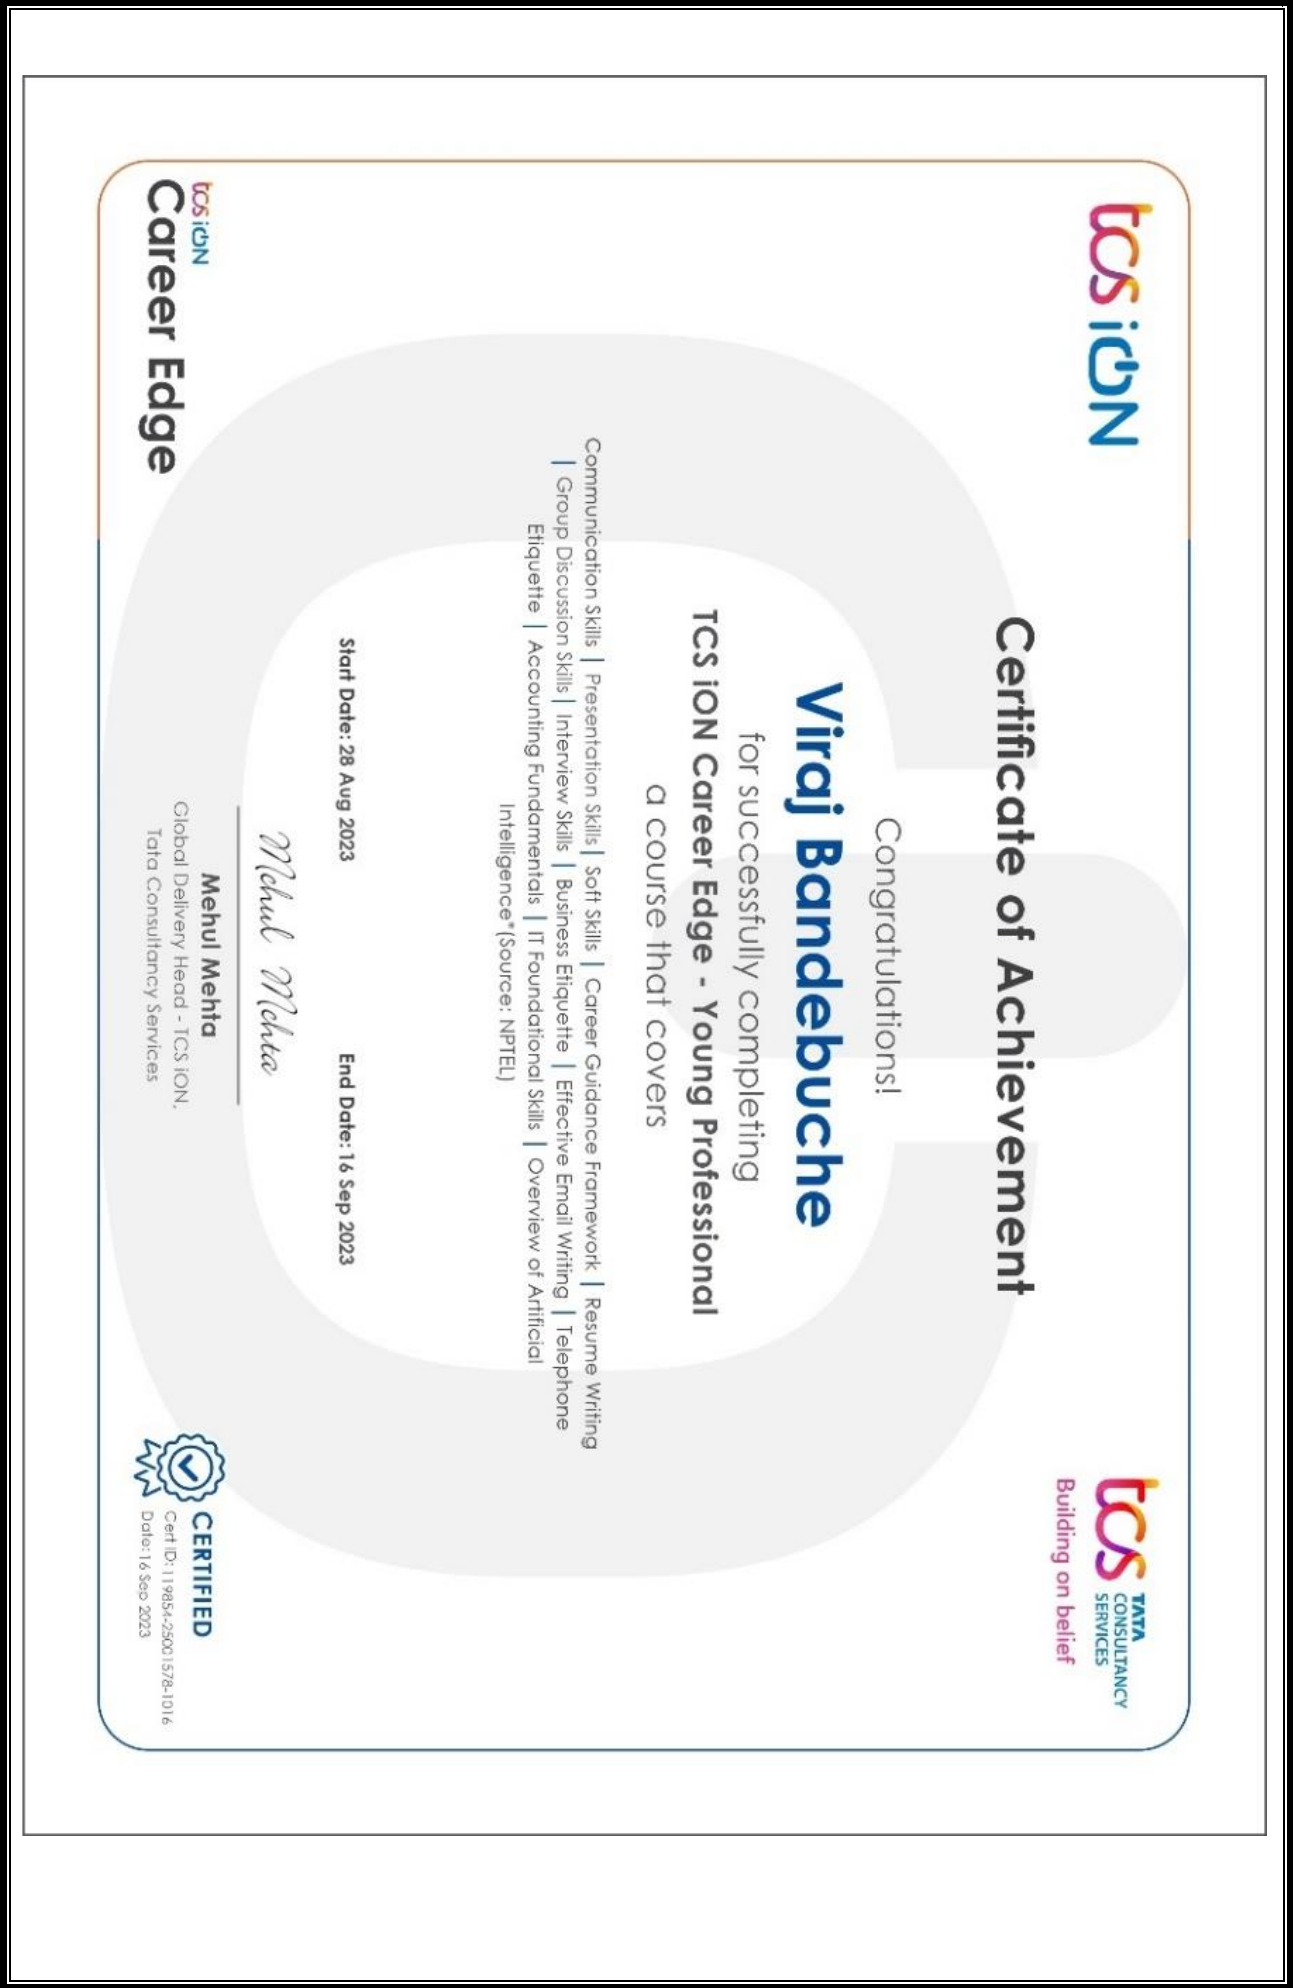 tcs iON
tcs TATA
CONSULTANCY
SERVICES
Building on belief
Certificate of Achievement
Congratulations!
Viraj Bandebuche
for successfully completing
TCS iON Career Edge - Young Professional
a course that covers
Communication Skills | Presentation Skills | Soft Skills | Career Guidance Framework | Resume Writing
| Group Discussion Skills | Interview Skills | Business Etiquette | Effective Email Writing | Telephone
Etiquette | Accounting Fundamentals | IT Foundational Skills | Overview of Artificial
Intelligence* (Source: NPTEL)
Start Date: 28 Aug 2023 End Date: 16 Sep 2023
Mehul Mehta
Mehul Mehta
Global Delivery Head - TCS iON,
Tata Consultancy Services
tcs iON
Career Edge
CERTIFIED
Cert ID: 119854-25001578-1016
Date: 16 Sep 2023